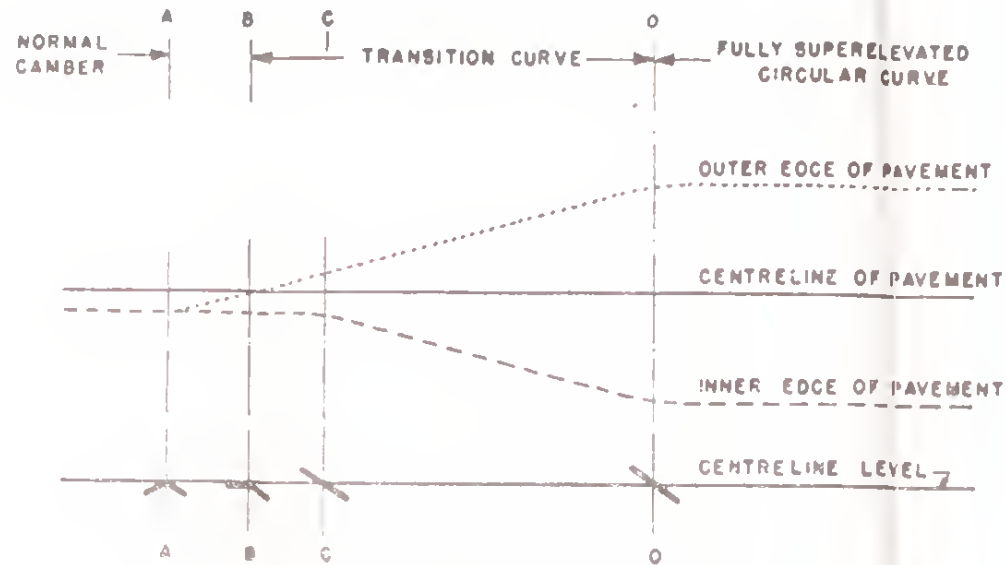 A B C D
NORMAL
CAMBER
TRANSITION CURVE
FULLY SUPERELEVATED
CIRCULAR CURVE
OUTER EDGE OF PAVEMENT
CENTRELINE OF PAVEMENT
INNER EDGE OF PAVEMENT
CENTRELINE LEVEL
A B C D